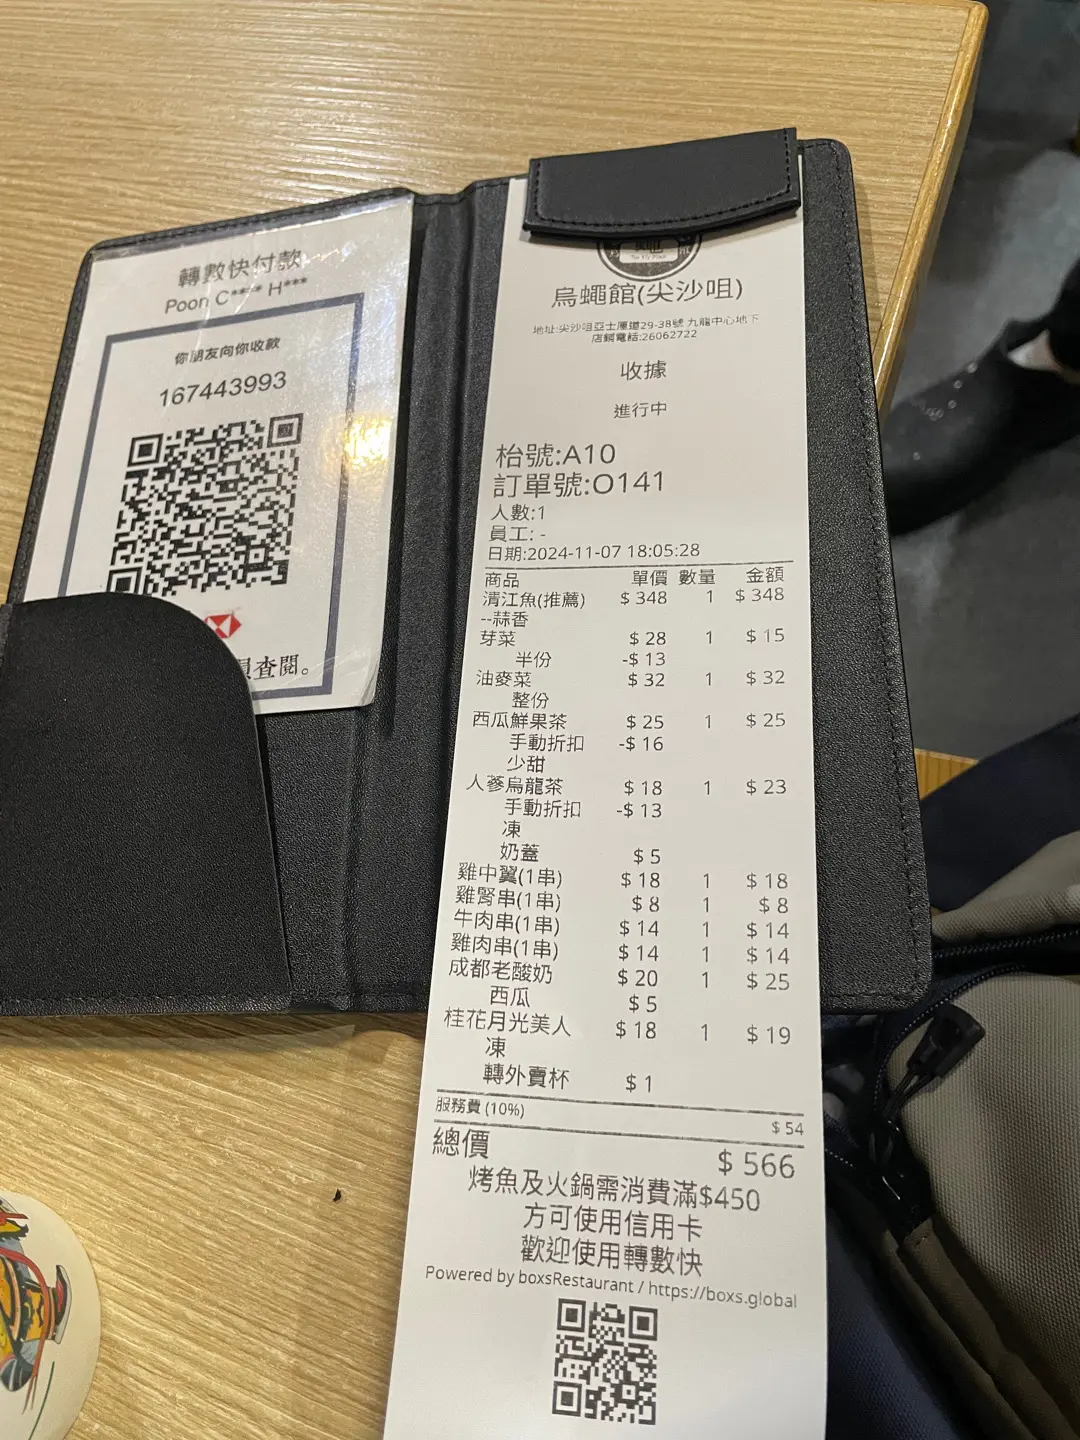 轉數快付款
Poon C**** H***
你朋友向你收款
167443993
員查閱。
The Fly Place
烏蠅館(尖沙咀)
地址:尖沙咀亞士厘道29-38號 九龍中心地下
店鋪電話:26062722
收據
進行中
枱號:A10
訂單號:O141
人數:1
員工: -
日期:2024-11-07 18:05:28
商品 單價 數量 金額
清江魚(推薦) $ 348 1 $ 348
--蒜香
芽菜 $ 28 1 $ 15
半份 -$ 13
油麥菜 $ 32 1 $ 32
整份
西瓜鮮果茶 $ 25 1 $ 25
手動折扣 -$ 16
少甜
人蔘烏龍茶 $ 18 1 $ 23
手動折扣 -$ 13
凍
奶蓋 $ 5
雞中翼(1串) $ 18 1 $ 18
雞腎串(1串) $ 8 1 $ 8
牛肉串(1串) $ 14 1 $ 14
雞肉串(1串) $ 14 1 $ 14
成都老酸奶 $ 20 1 $ 25
西瓜 $ 5
桂花月光美人 $ 18 1 $ 19
凍
轉外賣杯 $ 1
服務費 (10%) $ 54
總價 $ 566
烤魚及火鍋需消費滿$450
方可使用信用卡
歡迎使用轉數快
Powered by boxsRestaurant / https://boxs.global